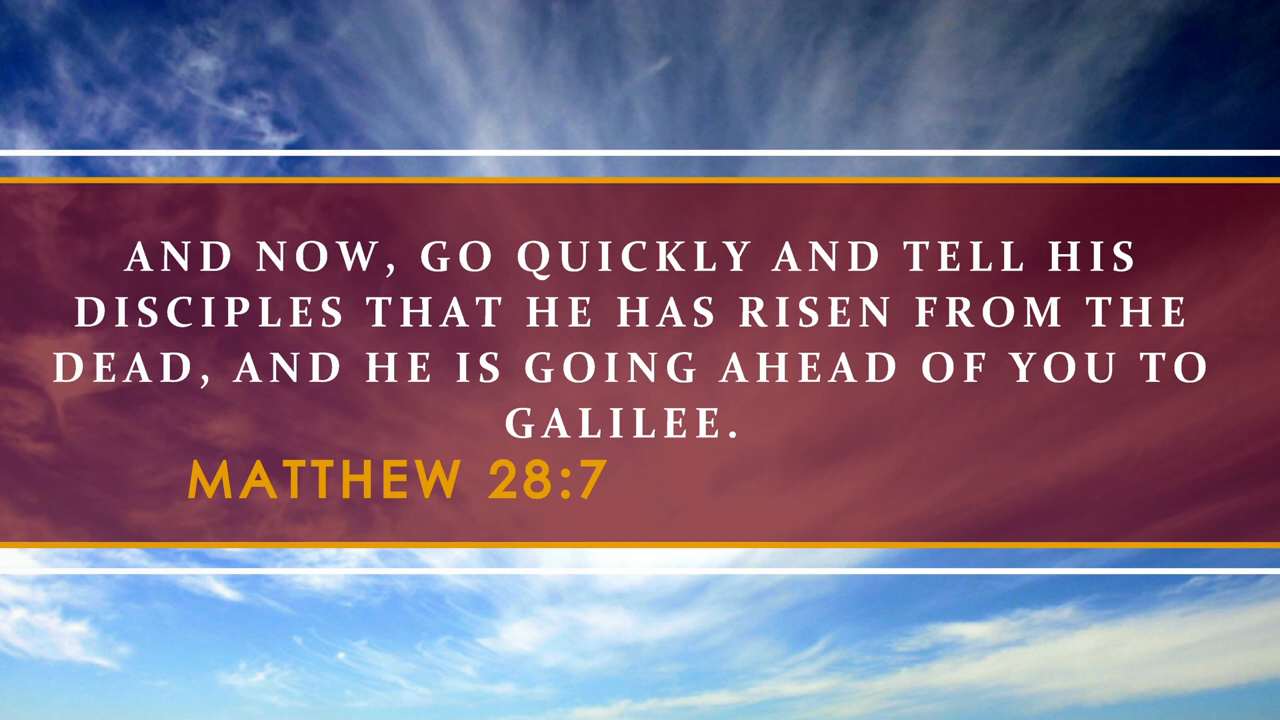 AND NOW, GO QUICKLY AND TELL HIS
DISCIPLES THAT HE HAS RISEN FROM THE
DEAD, AND HE IS GOING AHEAD OF YOU TO
GALILEE.
MATTHEW 28:7